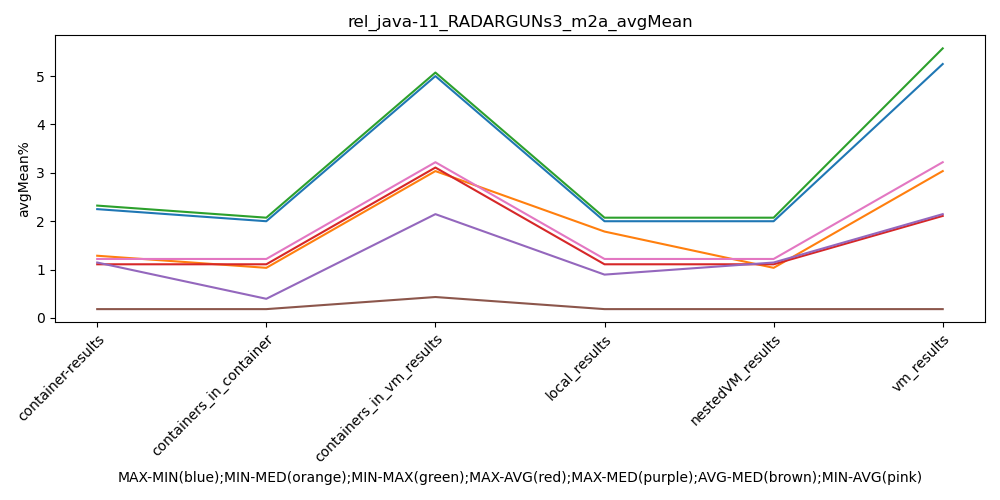 rel_java-11_RADARGUNs3_m2a_avgMean
avgMean%
5
4
3
2
1
0
container-results
containers_in_container
containers_in_vm_results
local_results
nestedVM_results
vm_results
MAX-MIN(blue);MIN-MED(orange);MIN-MAX(green);MAX-AVG(red);MAX-MED(purple);AVG-MED(brown);MIN-AVG(pink)